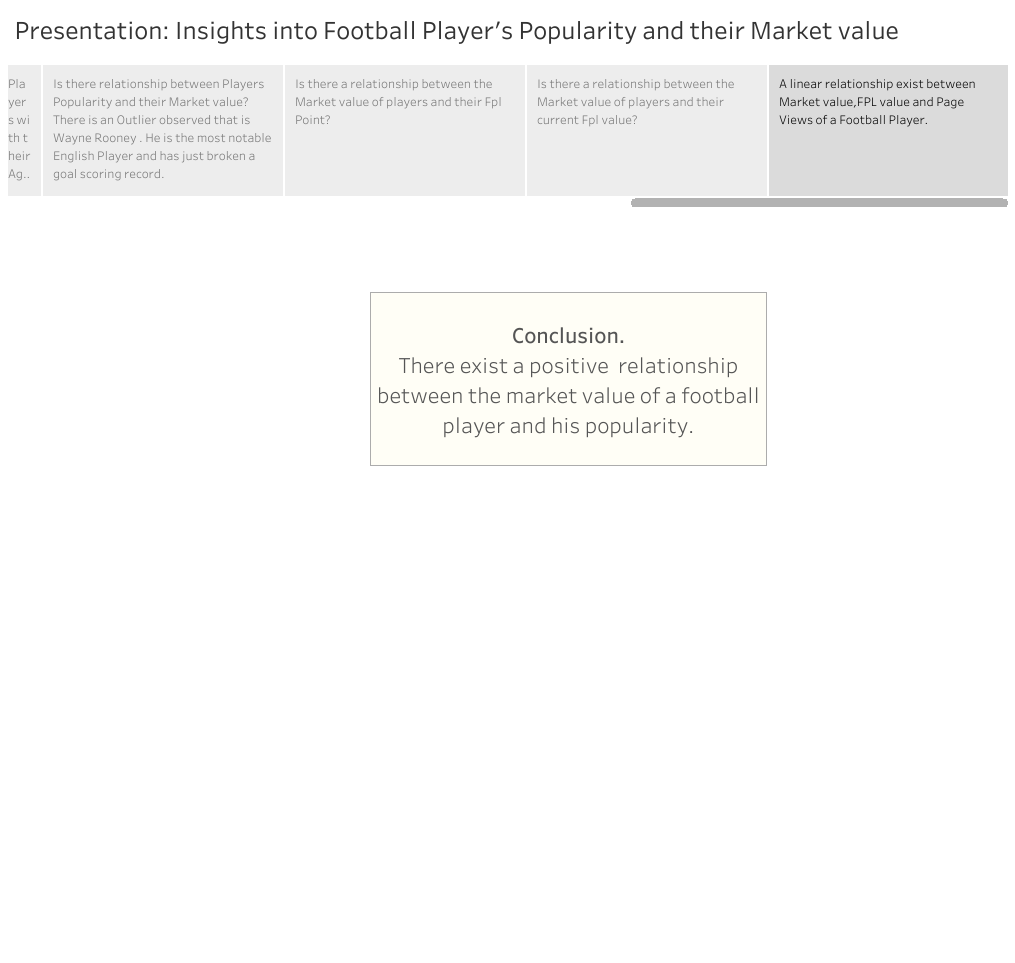 Presentation: Insights into Football Player's Popularity and their Market value
Pla
yer
s wi
th t
heir
Ag..
Is there relationship between Players
Popularity and their Market value?
There is an Outlier observed that is
Wayne Rooney . He is the most notable
English Player and has just broken a
goal scoring record.
Is there a relationship between the
Market value of players and their Fpl
Point?
Is there a relationship between the
Market value of players and their
current Fpl value?
A linear relationship exist between
Market value,FPL value and Page
Views of a Football Player.
Conclusion.
There exist a positive  relationship
between the market value of a football
player and his popularity.